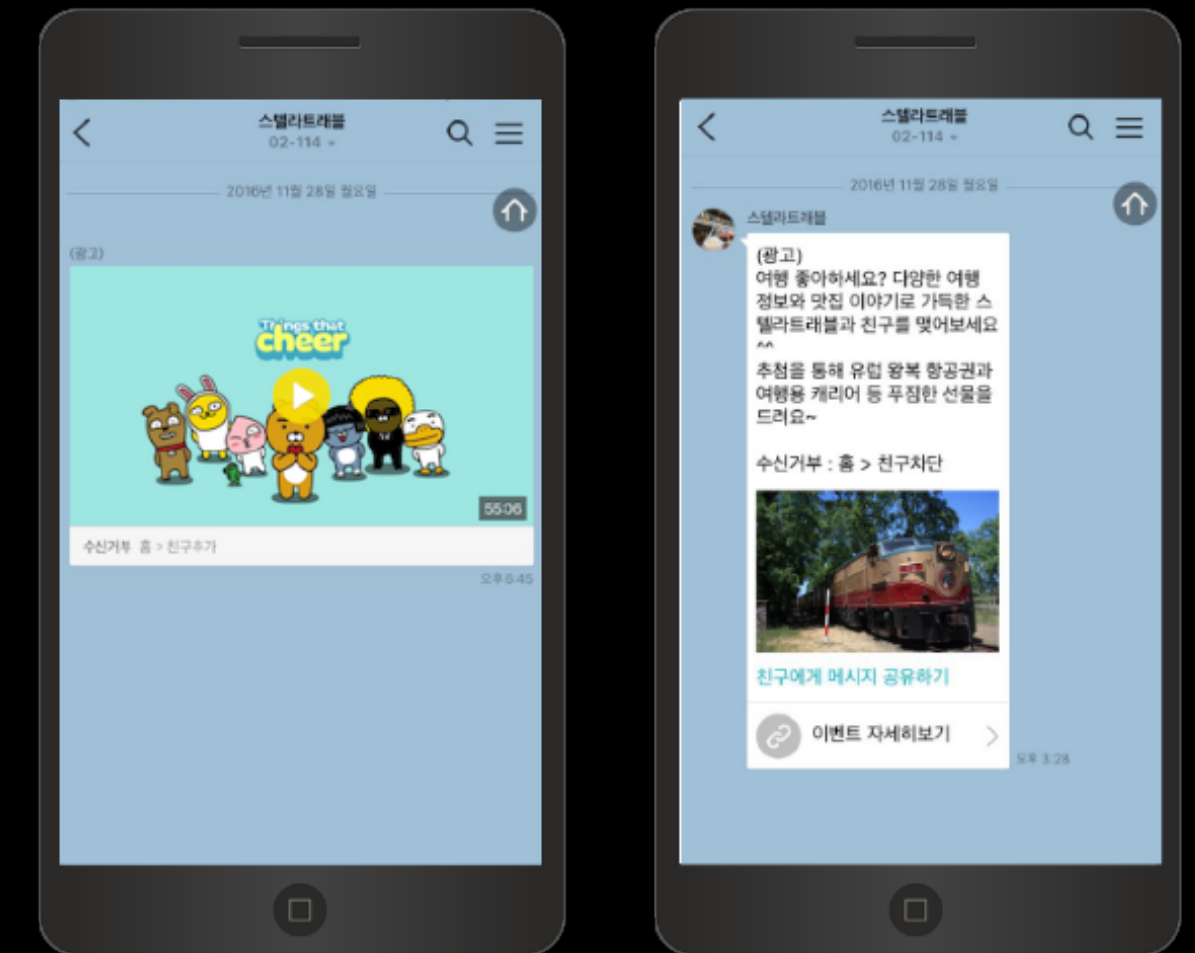 스텔라트래블
02-114
2016년 11월 28일 월요일
(광고)
Things that
cheer
55:06
수신거부 홈 > 친구추가
오후 6:45
스텔라트래블
02-114
2016년 11월 28일 월요일
스텔라트래블
(광고)
여행 좋아하세요? 다양한 여행
정보와 맛집 이야기로 가득한 스
텔라트래블과 친구를 맺어보세요
^^
추첨을 통해 유럽 왕복 항공권과
여행용 캐리어 등 푸짐한 선물을
드려요~
수신거부 : 홈 > 친구차단
친구에게 메시지 공유하기
이벤트 자세히보기
오후 3:28